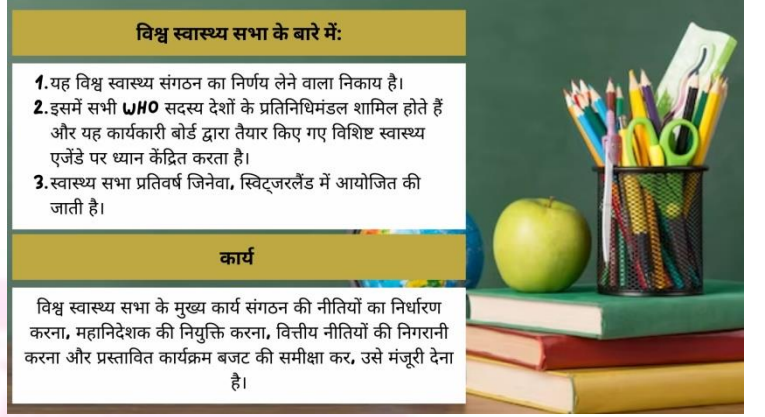 विश्व स्वास्थ्य सभा के बारे में:
1. यह विश्व स्वास्थ्य संगठन का निर्णय लेने वाला निकाय है।
2. इसमें सभी WHO सदस्य देशों के प्रतिनिधिमंडल शामिल होते हैं
और यह कार्यकारी बोर्ड द्वारा तैयार किए गए विशिष्ट स्वास्थ्य
एजेंडे पर ध्यान केंद्रित करता है।
3. स्वास्थ्य सभा प्रतिवर्ष जिनेवा, स्विट्जरलैंड में आयोजित की
जाती है।
कार्य
विश्व स्वास्थ्य सभा के मुख्य कार्य संगठन की नीतियों का निर्धारण
करना, महानिदेशक की नियुक्ति करना, वित्तीय नीतियों की निगरानी
करना और प्रस्तावित कार्यक्रम बजट की समीक्षा कर, उसे मंजूरी देना
है।